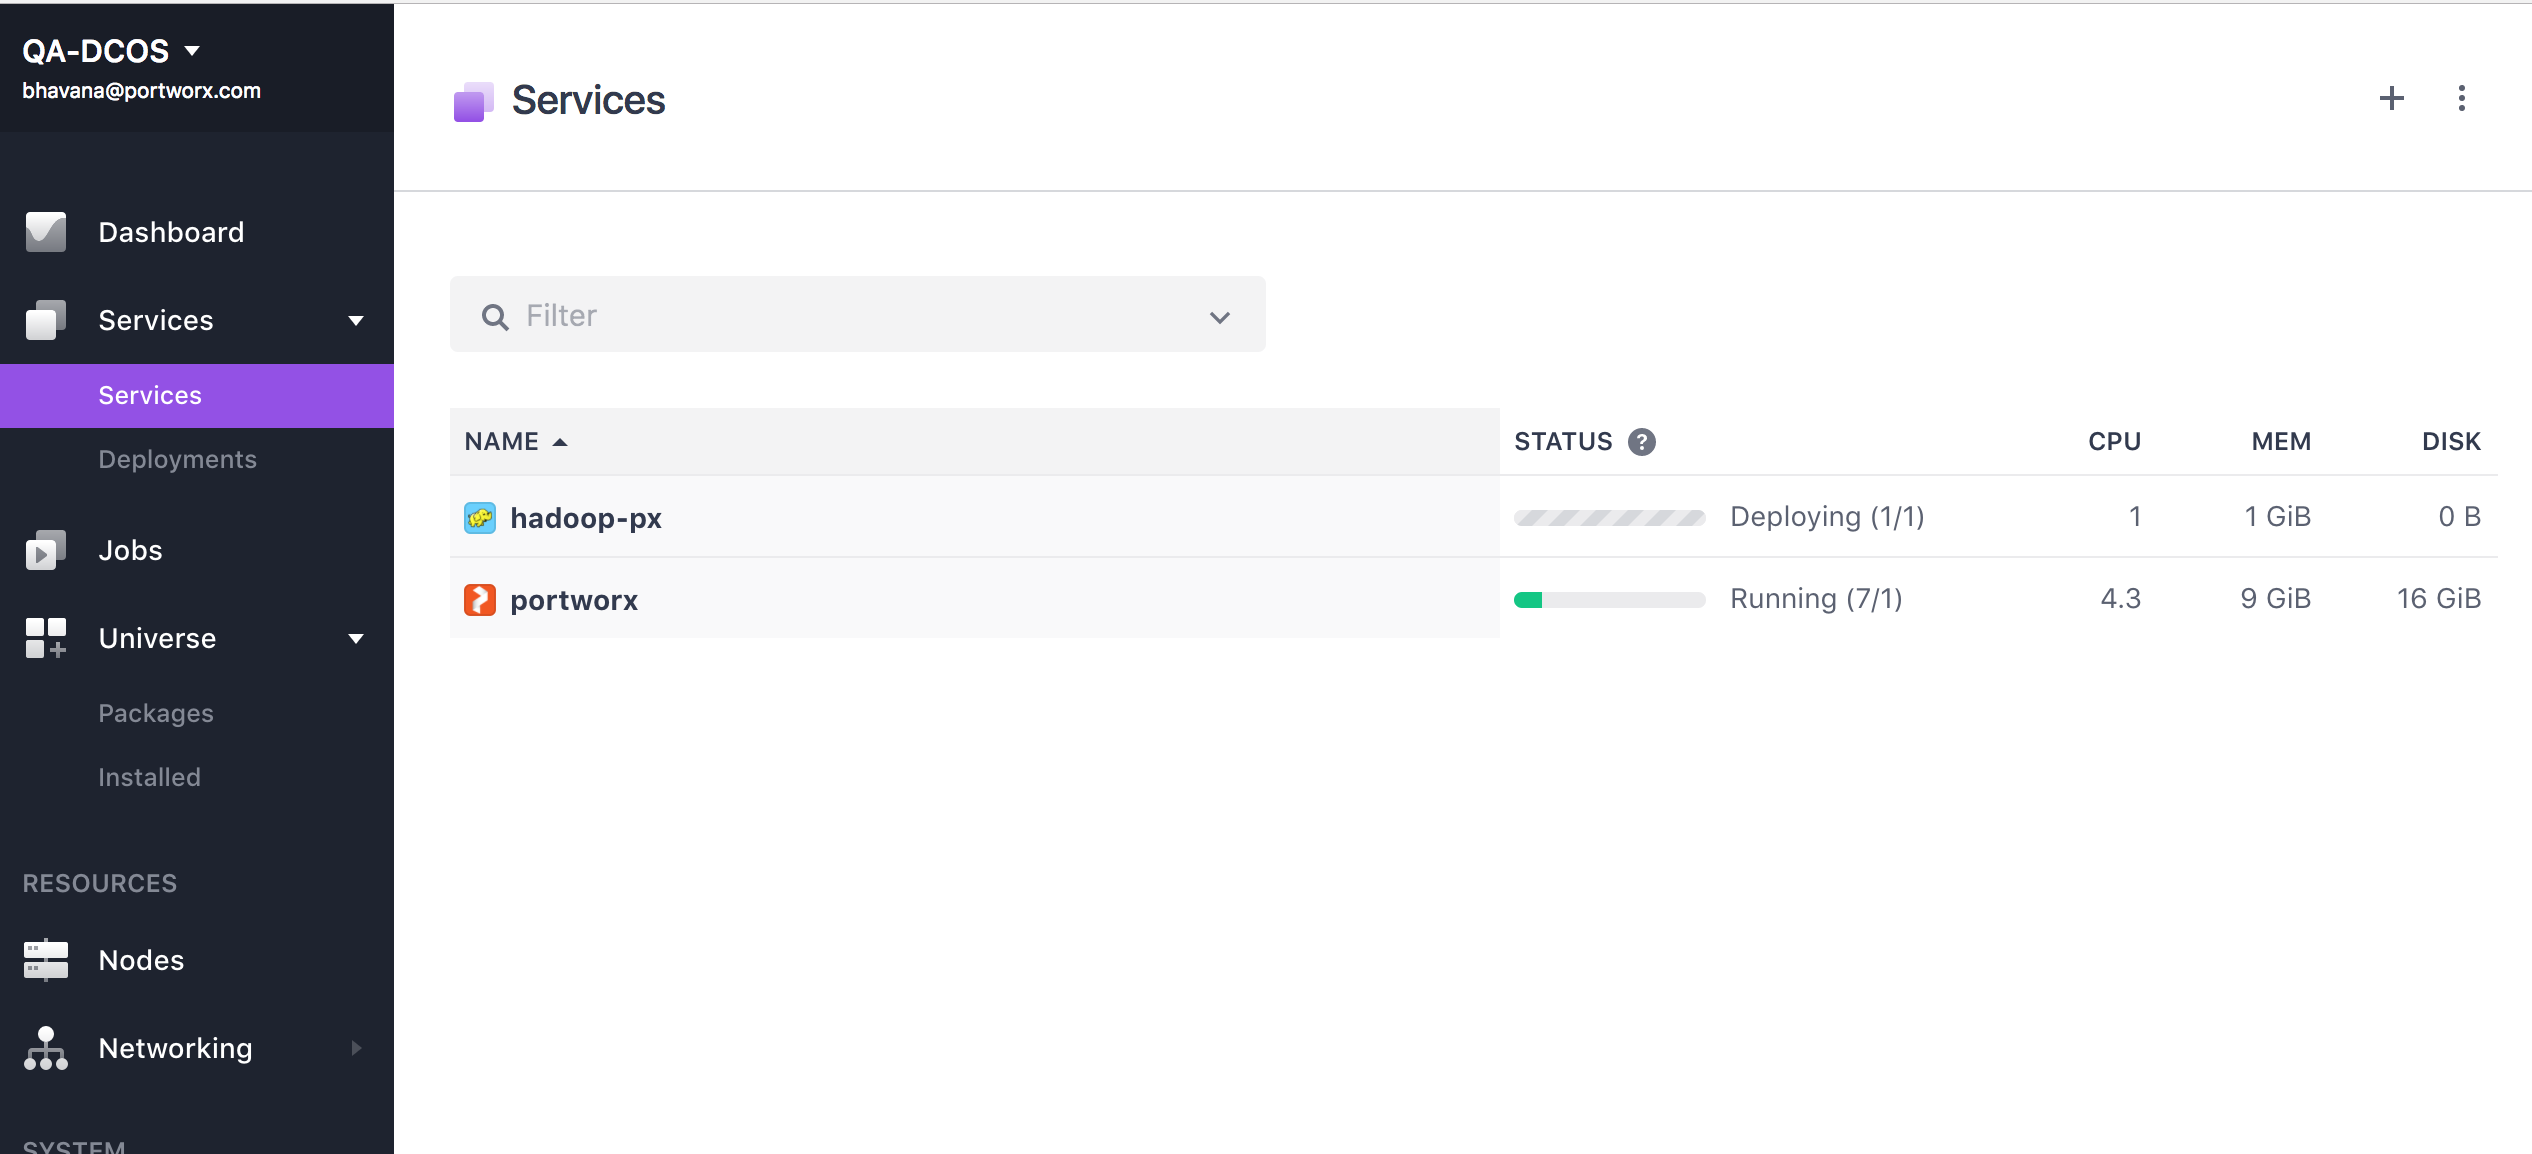 QA-DCOS
bhavana@portworx.com
Dashboard
Services
Services
Deployments
Jobs
Universe
Packages
Installed
RESOURCES
Nodes
Networking
SYSTEM
Services
Filter
NAME STATUS ? CPU MEM DISK
hadoop-px Deploying (1/1) 1 1 GiB 0 B
portworx Running (7/1) 4.3 9 GiB 16 GiB